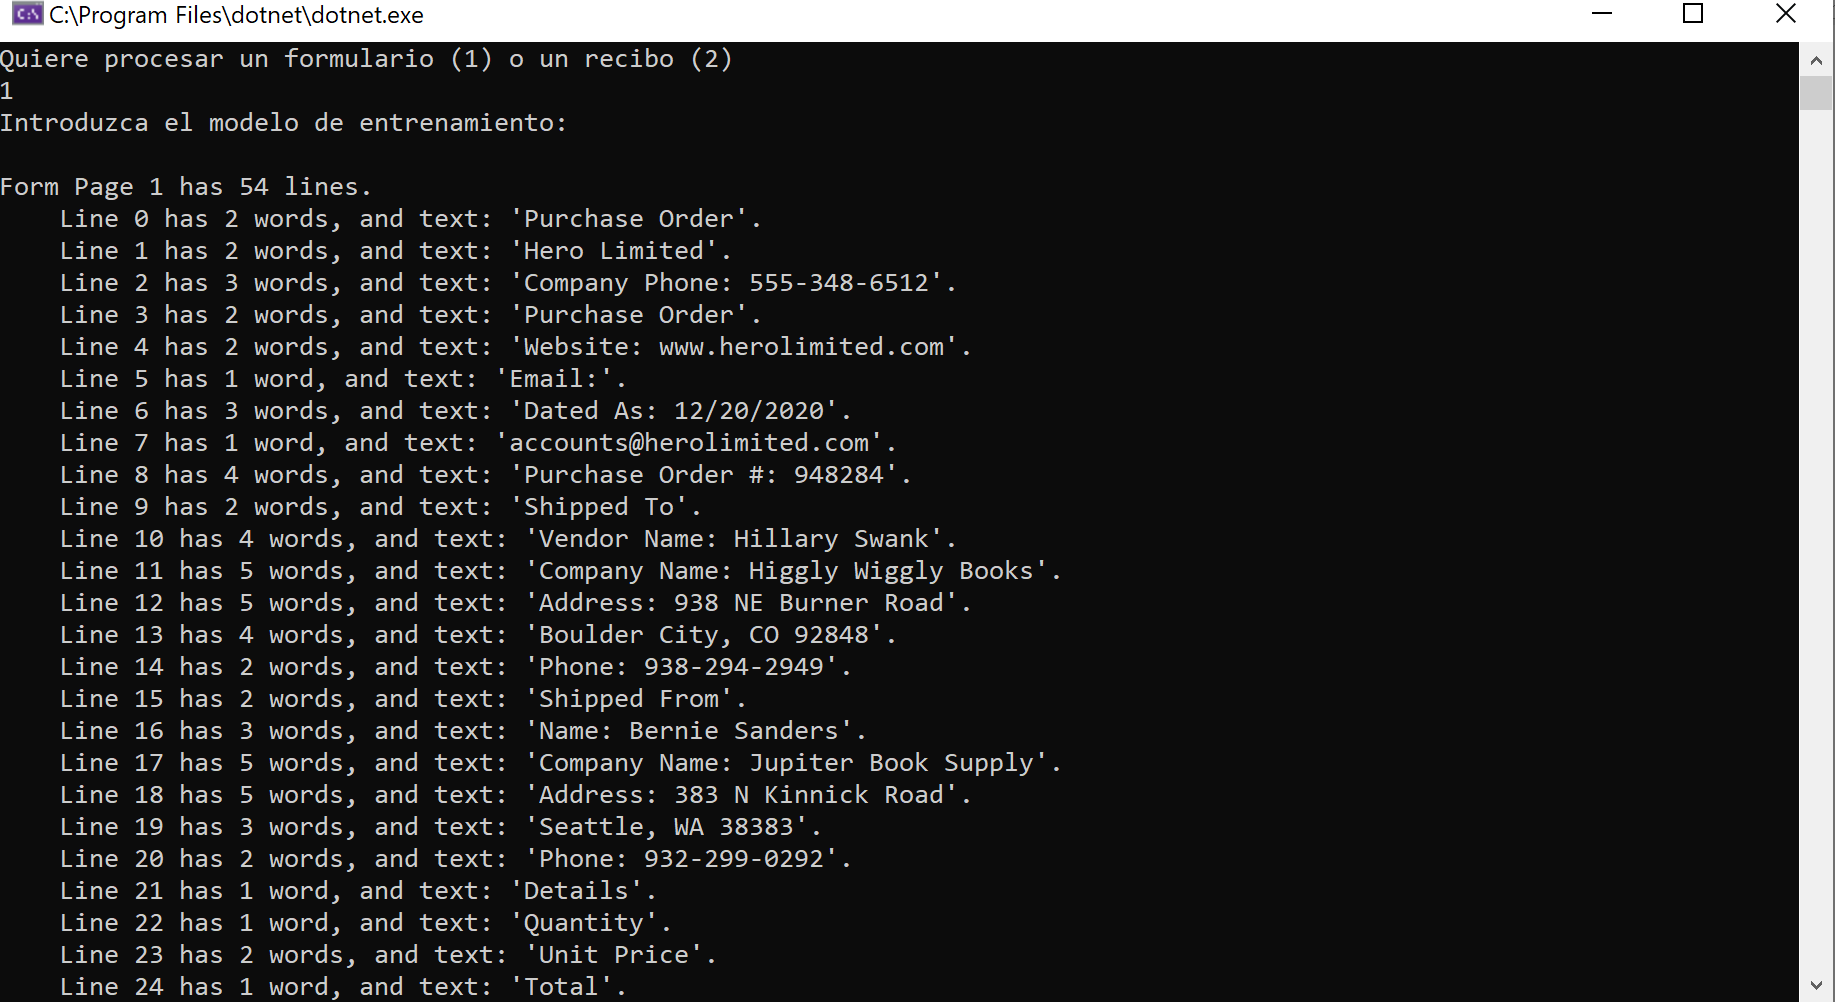 C:\Program Files\dotnet\dotnet.exe
Quiere procesar un formulario (1) o un recibo (2)
1
Introduzca el modelo de entrenamiento:
Form Page 1 has 54 lines.
Line 0 has 2 words, and text: 'Purchase Order'.
Line 1 has 2 words, and text: 'Hero Limited'.
Line 2 has 3 words, and text: 'Company Phone: 555-348-6512'.
Line 3 has 2 words, and text: 'Purchase Order'.
Line 4 has 2 words, and text: 'Website: www.herolimited.com'.
Line 5 has 1 word, and text: 'Email:'.
Line 6 has 3 words, and text: 'Dated As: 12/20/2020'.
Line 7 has 1 word, and text: 'accounts@herolimited.com'.
Line 8 has 4 words, and text: 'Purchase Order #: 948284'.
Line 9 has 2 words, and text: 'Shipped To'.
Line 10 has 4 words, and text: 'Vendor Name: Hillary Swank'.
Line 11 has 5 words, and text: 'Company Name: Higgly Wiggly Books'.
Line 12 has 5 words, and text: 'Address: 938 NE Burner Road'.
Line 13 has 4 words, and text: 'Boulder City, CO 92848'.
Line 14 has 2 words, and text: 'Phone: 938-294-2949'.
Line 15 has 2 words, and text: 'Shipped From'.
Line 16 has 3 words, and text: 'Name: Bernie Sanders'.
Line 17 has 5 words, and text: 'Company Name: Jupiter Book Supply'.
Line 18 has 5 words, and text: 'Address: 383 N Kinnick Road'.
Line 19 has 3 words, and text: 'Seattle, WA 38383'.
Line 20 has 2 words, and text: 'Phone: 932-299-0292'.
Line 21 has 1 word, and text: 'Details'.
Line 22 has 1 word, and text: 'Quantity'.
Line 23 has 2 words, and text: 'Unit Price'.
Line 24 has 1 word, and text: 'Total'.